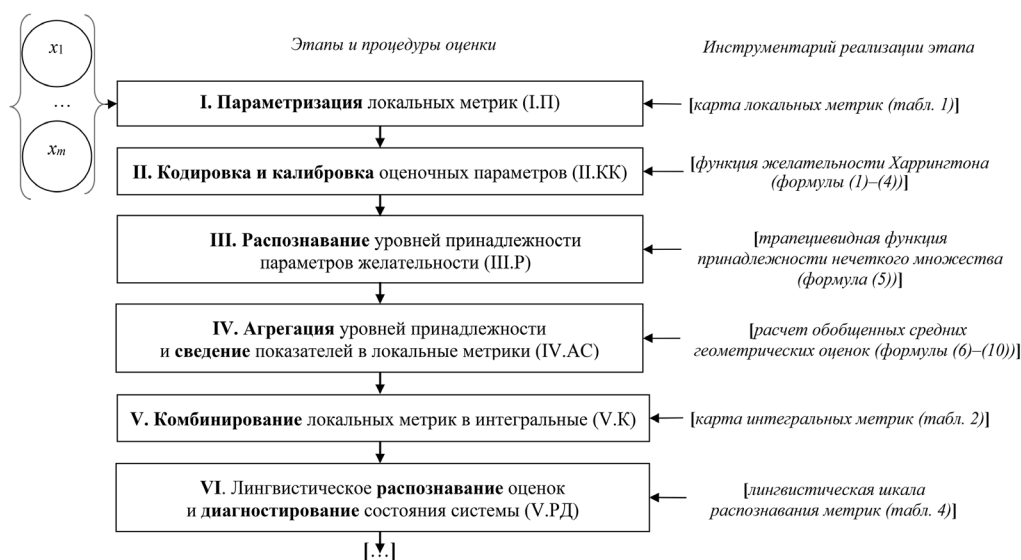 x1
...
xm
Этапы и процедуры оценки
Инструментарий реализации этапа
I. Параметризация локальных метрик (I.П)
[карта локальных метрик (табл. 1)]
II. Кодировка и калибровка оценочных параметров (II.КК)
[функция желательности Харрингтона
(формулы (1)–(4))]
III. Распознавание уровней принадлежности
параметров желательности (III.Р)
[трапециевидная функция
принадлежности нечеткого множества
(формула (5))]
IV. Агрегация уровней принадлежности
и сведение показателей в локальные метрики (IV.АС)
[расчет обобщенных средних
геометрических оценок (формулы (6)–(10))]
V. Комбинирование локальных метрик в интегральные (V.К)
[карта интегральных метрик (табл. 2)]
VI. Лингвистическое распознавание оценок
и диагностирование состояния системы (V.РД)
[лингвистическая шкала
распознавания метрик (табл. 4)]
[...]